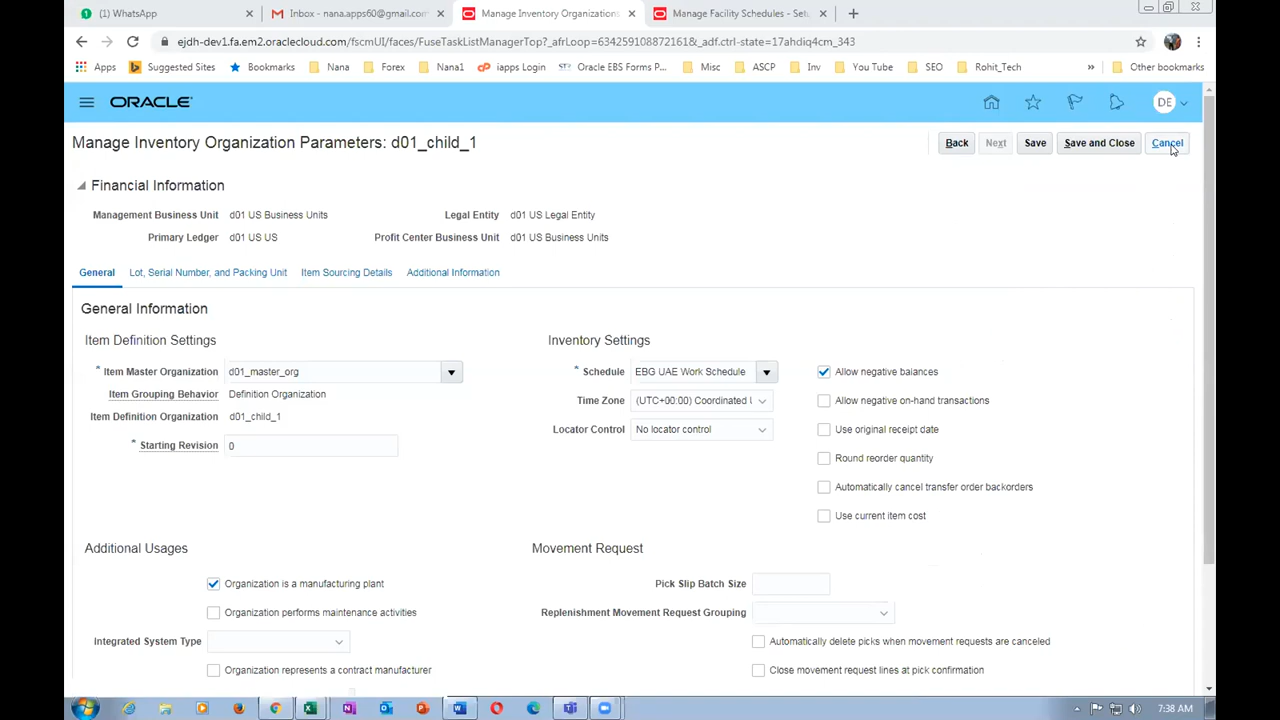 (1) WhatsApp
Inbox - nana.apps60@gmail.com
Manage Inventory Organizations
Manage Facility Schedules - Setu
ejdh-dev1.fa.em2.oraclecloud.com/fscmUI/faces/FuseTaskListManagerTop?_afrLoop=6342591088721​61&_adf.ctrl-state=17ahdiq4cm_343
Apps Suggested Sites Bookmarks Nana Forex Nana1 iapps Login Oracle EBS Forms P... Misc ASCP Inv You Tube SEO Rohit_Tech » Other bookmarks
ORACLE DE
Manage Inventory Organization Parameters: d01_child_1 Back Next Save Save and Close Cancel
Financial Information
Management Business Unit d01 US Business Units Legal Entity d01 US Legal Entity
Primary Ledger d01 US US Profit Center Business Unit d01 US Business Units
General Lot, Serial Number, and Packing Unit Item Sourcing Details Additional Information
General Information
Item Definition Settings Inventory Settings
* Item Master Organization d01_master_org * Schedule EBG UAE Work Schedule Allow negative balances
Item Grouping Behavior Definition Organization Time Zone (UTC+00:00) Coordinated U Allow negative on-hand transactions
Item Definition Organization d01_child_1 Locator Control No locator control Use original receipt date
* Starting Revision 0 Round reorder quantity
Automatically cancel transfer order backorders
Use current item cost
Additional Usages Movement Request
Organization is a manufacturing plant Pick Slip Batch Size
Organization performs maintenance activities Replenishment Movement Request Grouping
Integrated System Type Automatically delete picks when movement requests are canceled
Organization represents a contract manufacturer Close movement request lines at pick confirmation
7:38 AM